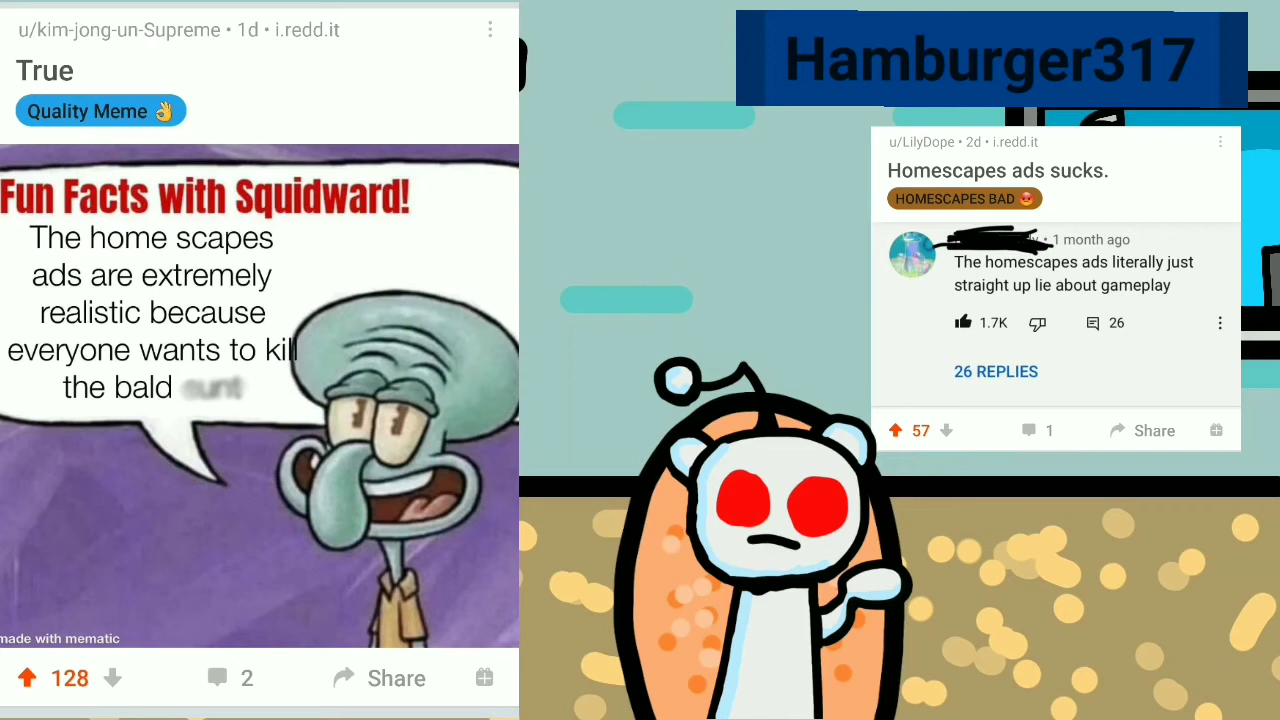 u/kim-jong-un-Supreme • 1d • i.redd.it
True
Quality Meme 👌
Fun Facts with Squidward!
The home scapes
ads are extremely
realistic because
everyone wants to kill
the bald
made with mematic
128
2
Share
Hamburger317
u/LilyDope • 2d • i.redd.it
Homescapes ads sucks.
HOMESCAPES BAD 😡
• 1 month ago
The homescapes ads literally just
straight up lie about gameplay
1.7K
26
26 REPLIES
57
1
Share